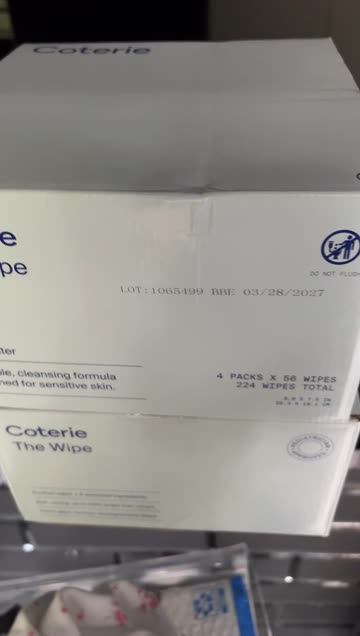 Coterie
e
pe
DO NOT FLUSH
LOT:1065499 BBE 03/28/2027
ter
le, cleansing formula
ned for sensitive skin.
4 PACKS X 56 WIPES
224 WIPES TOTAL
Coterie
The Wipe